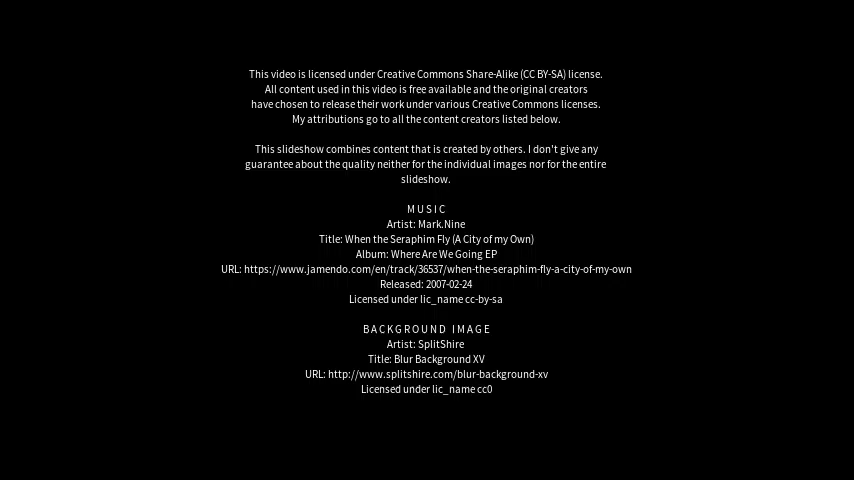 This video is licensed under Creative Commons Share-Alike (CC BY-SA) license.
All content used in this video is free available and the original creators
have chosen to release their work under various Creative Commons licenses.
My attributions go to all the content creators listed below.
This slideshow combines content that is created by others. I don't give any
guarantee about the quality neither for the individual images nor for the entire
slideshow.
MUSIC
Artist: Mark.Nine
Title: When the Seraphim Fly (A City of my Own)
Album: Where Are We Going EP
URL: https://www.jamendo.com/en/track/36537/when-the-seraphim-fly-a-city-of-my-own
Released: 2007-02-24
Licensed under lic_name cc-by-sa
BACKGROUND IMAGE
Artist: SplitShire
Title: Blur Background XV
URL: http://www.splitshire.com/blur-background-xv
Licensed under lic_name cc0